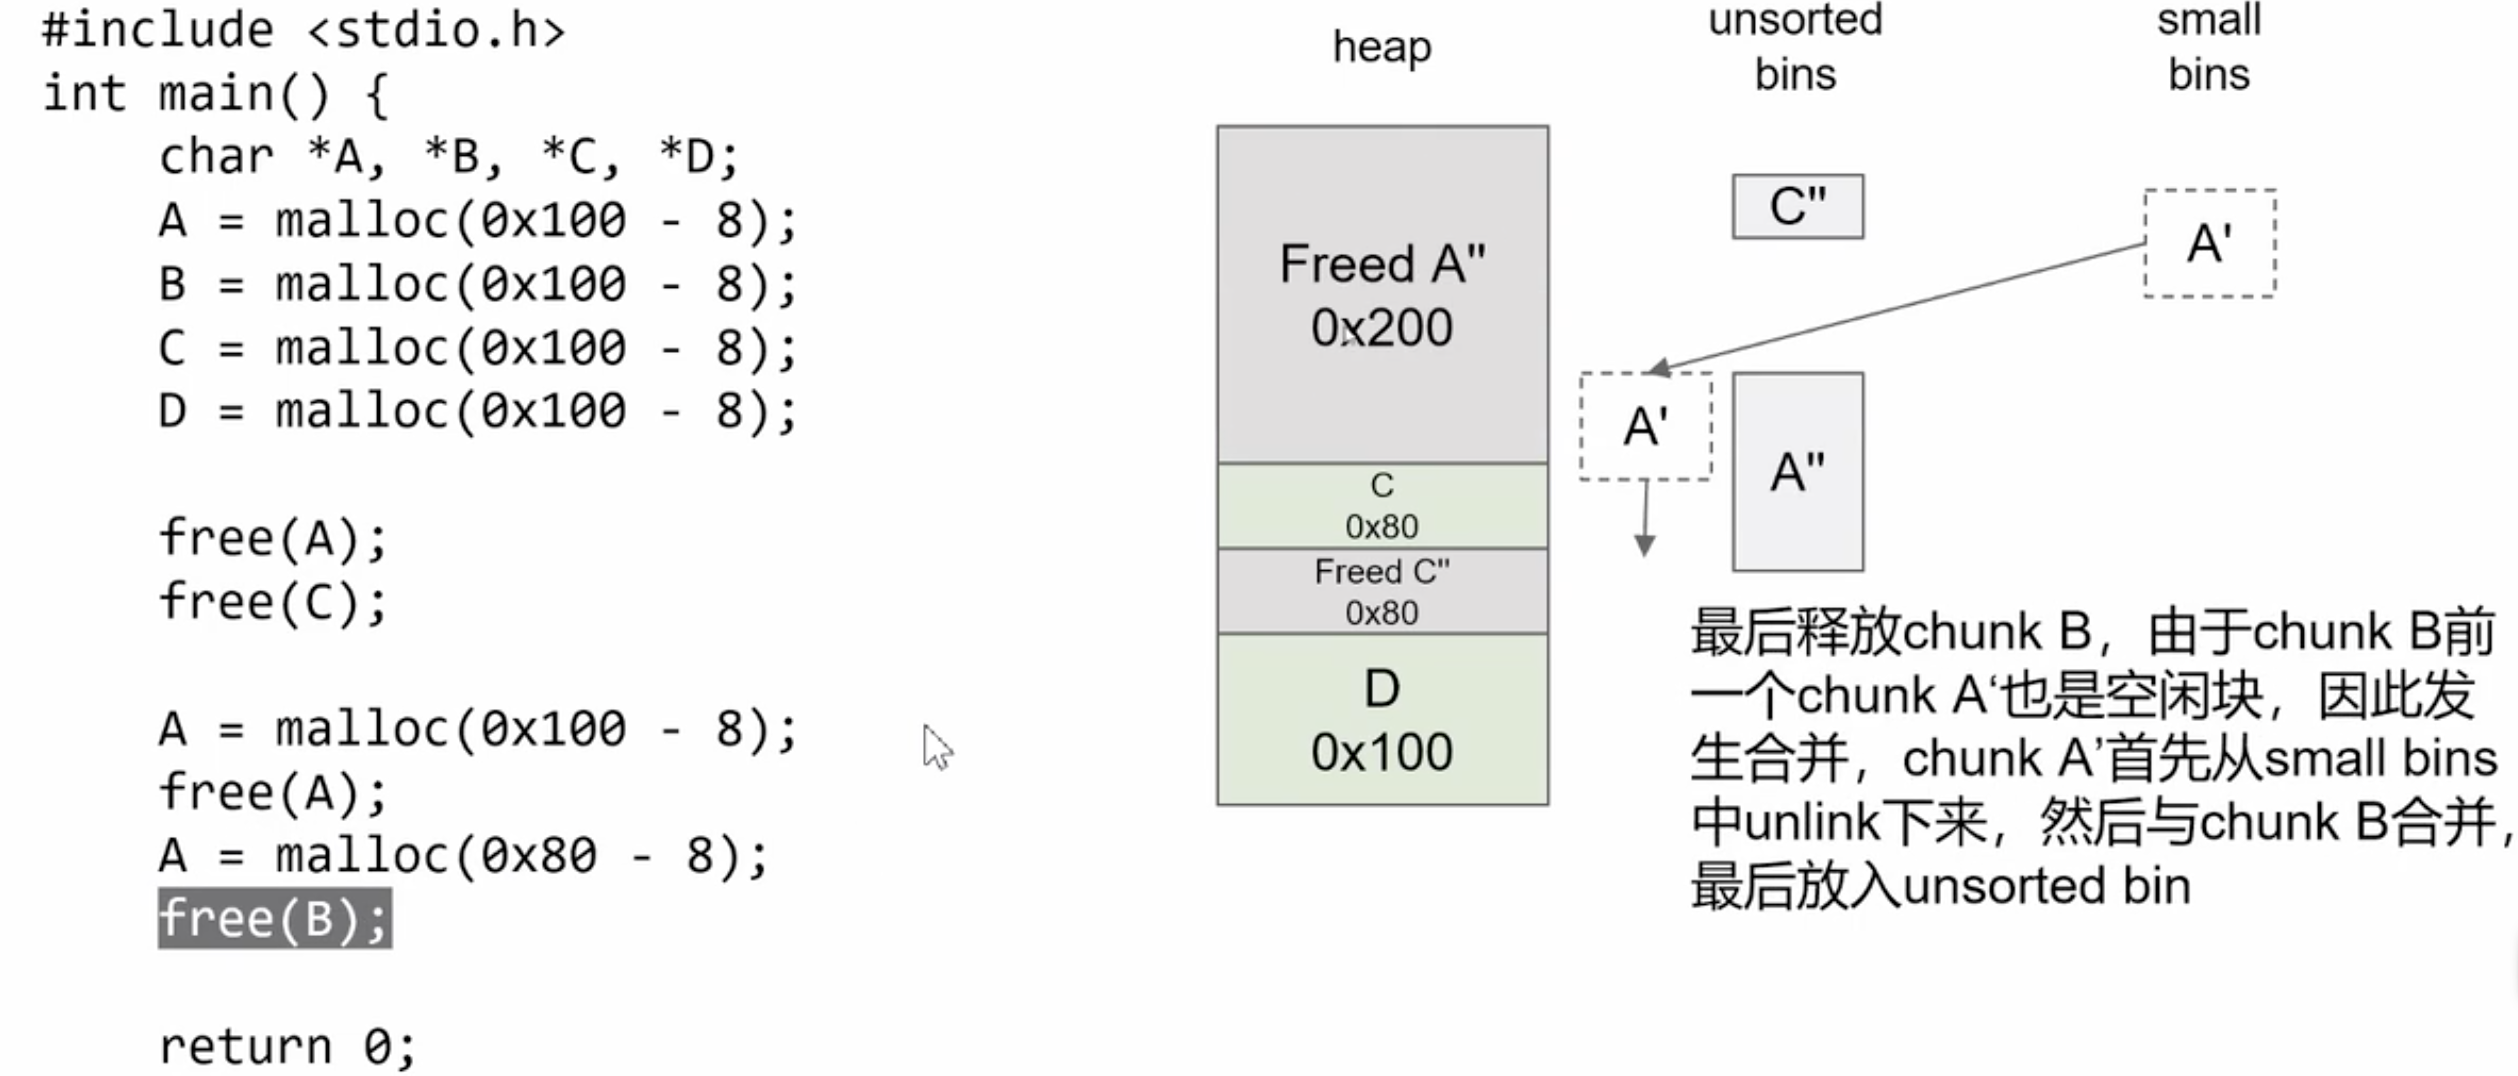 #include <stdio.h>
int main() {
char *A, *B, *C, *D;
A = malloc(0x100 - 8);
B = malloc(0x100 - 8);
C = malloc(0x100 - 8);
D = malloc(0x100 - 8);
free(A);
free(C);
A = malloc(0x100 - 8);
free(A);
A = malloc(0x80 - 8);
free(B);
return 0;
heap
Freed A"
0x200
C
0x80
Freed C"
0x80
D
0x100
unsorted
bins
C"
A'
A"
small
bins
A'
最后释放chunk B，由于chunk B前
一个chunk A‘也是空闲块，因此发
生合并，chunk A’首先从small bins
中unlink下来，然后与chunk B合并，
最后放入unsorted bin